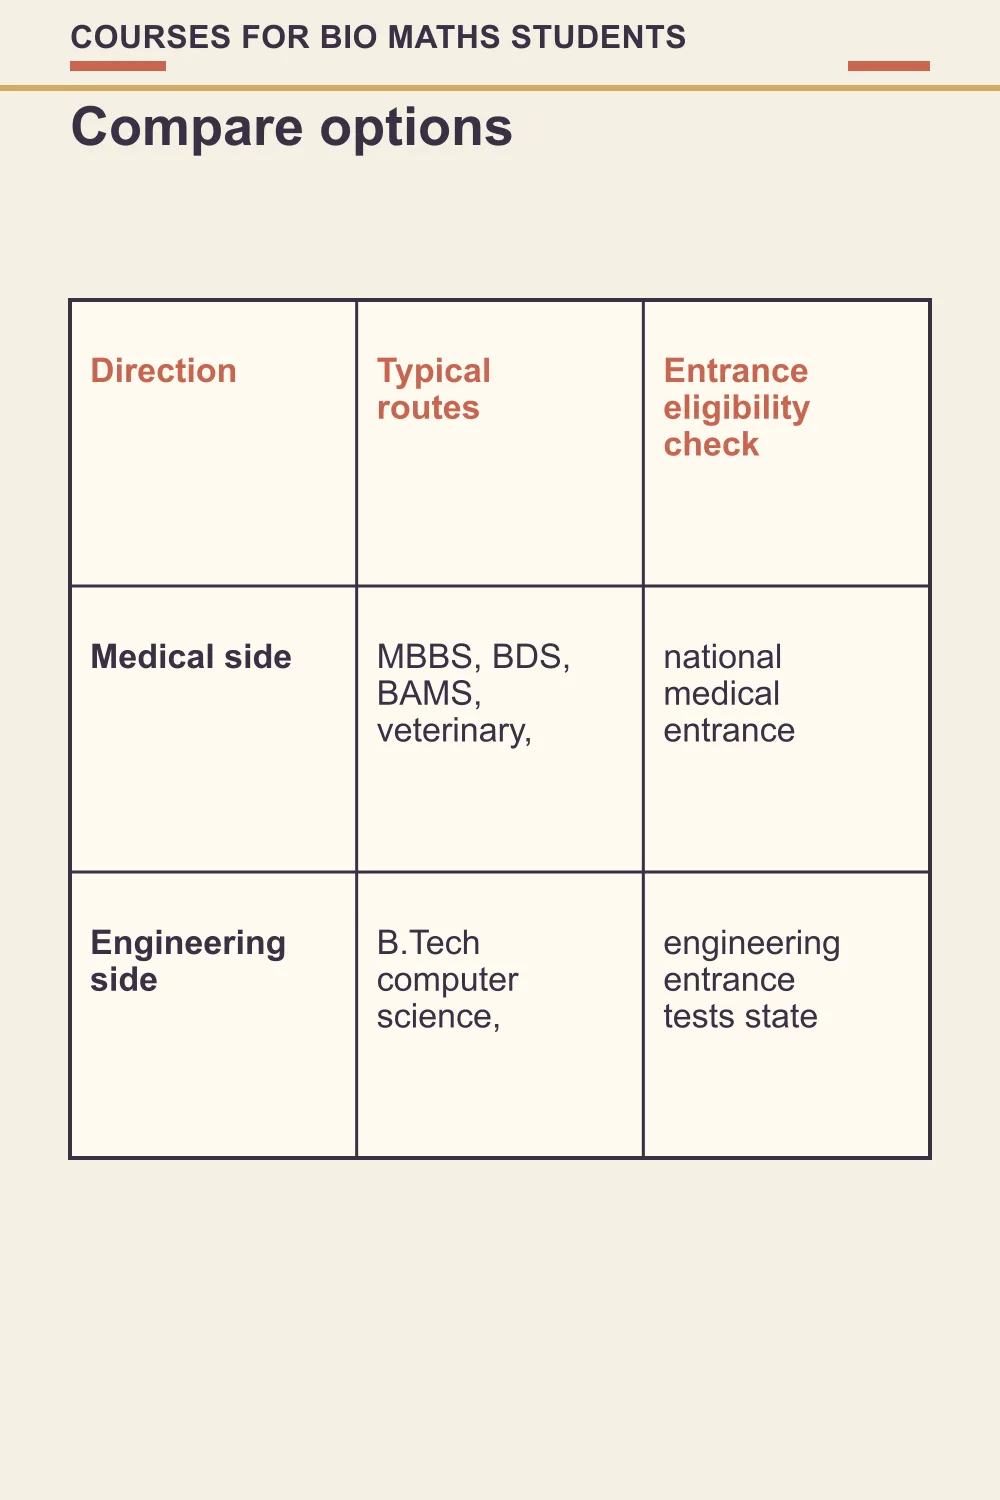 COURSES FOR BIO MATHS STUDENTS
Compare options
Direction
Typical
routes
Entrance
eligibility
check
Medical side
MBBS, BDS,
BAMS,
veterinary,
national
medical
entrance
Engineering
side
B.Tech
computer
science,
engineering
entrance
tests state